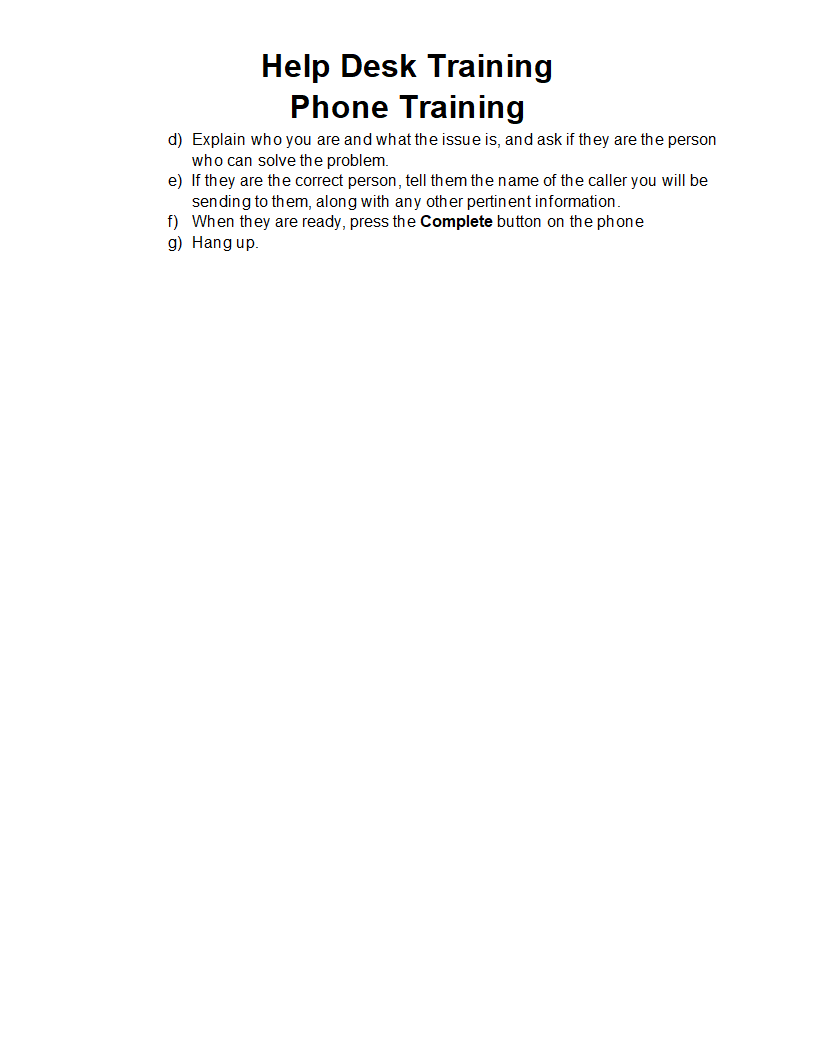 Help Desk Training
Phone Training
d) Explain who you are and what the issue is, and ask if they are the person
who can solve the problem.
e) If they are the correct person, tell them the name of the caller you will be
sending to them, along with any other pertinent information.
f) When they are ready, press the Complete button on the phone
g) Hang up.